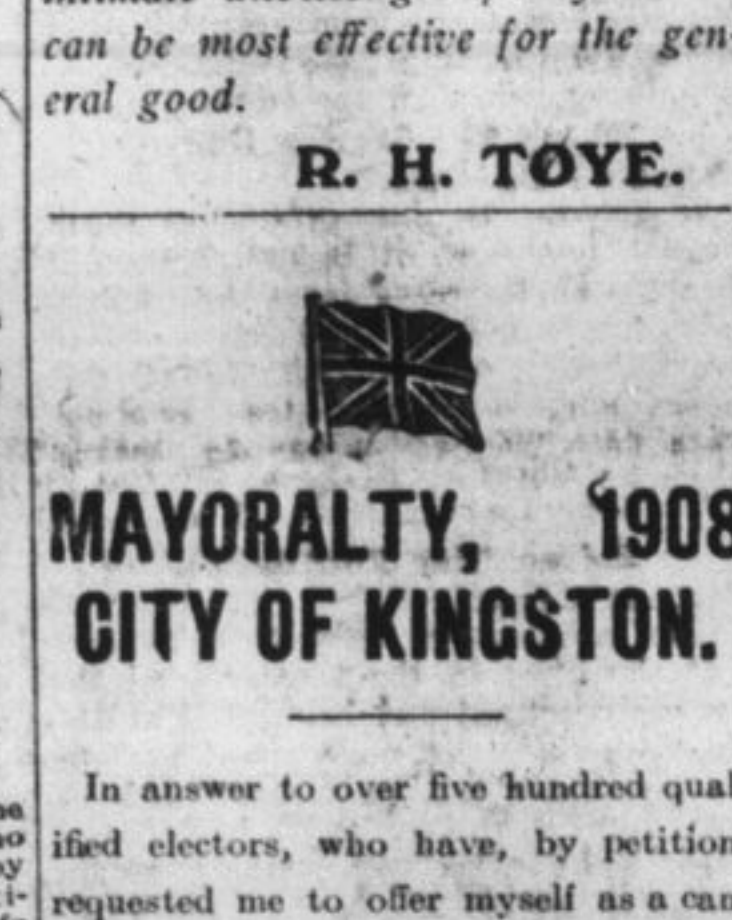 can be most effective for the gen-
eral good.
R. H. TOYE.
MAYORALTY, 1908
CITY OF KINGSTON.
In answer to over five hundred qual
ified electors, who have, by petition
requested me to offer myself as a can